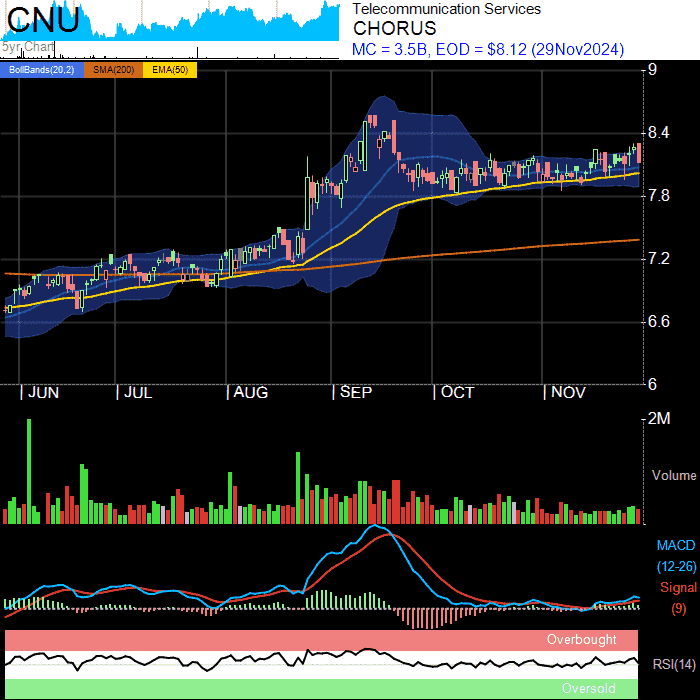 CNU
5yr Chart
Telecommunication Services
CHORUS
MC = 3.5B, EOD = $8.12 (29Nov2024)
BollBands(20,2) SMA(200) EMA(50)
9
8.4
7.8
7.2
6.6
6
JUN JUL AUG SEP OCT NOV
2M
Volume
MACD
(12-26)
Signal
(9)
Overbought
RSI(14)
Oversold